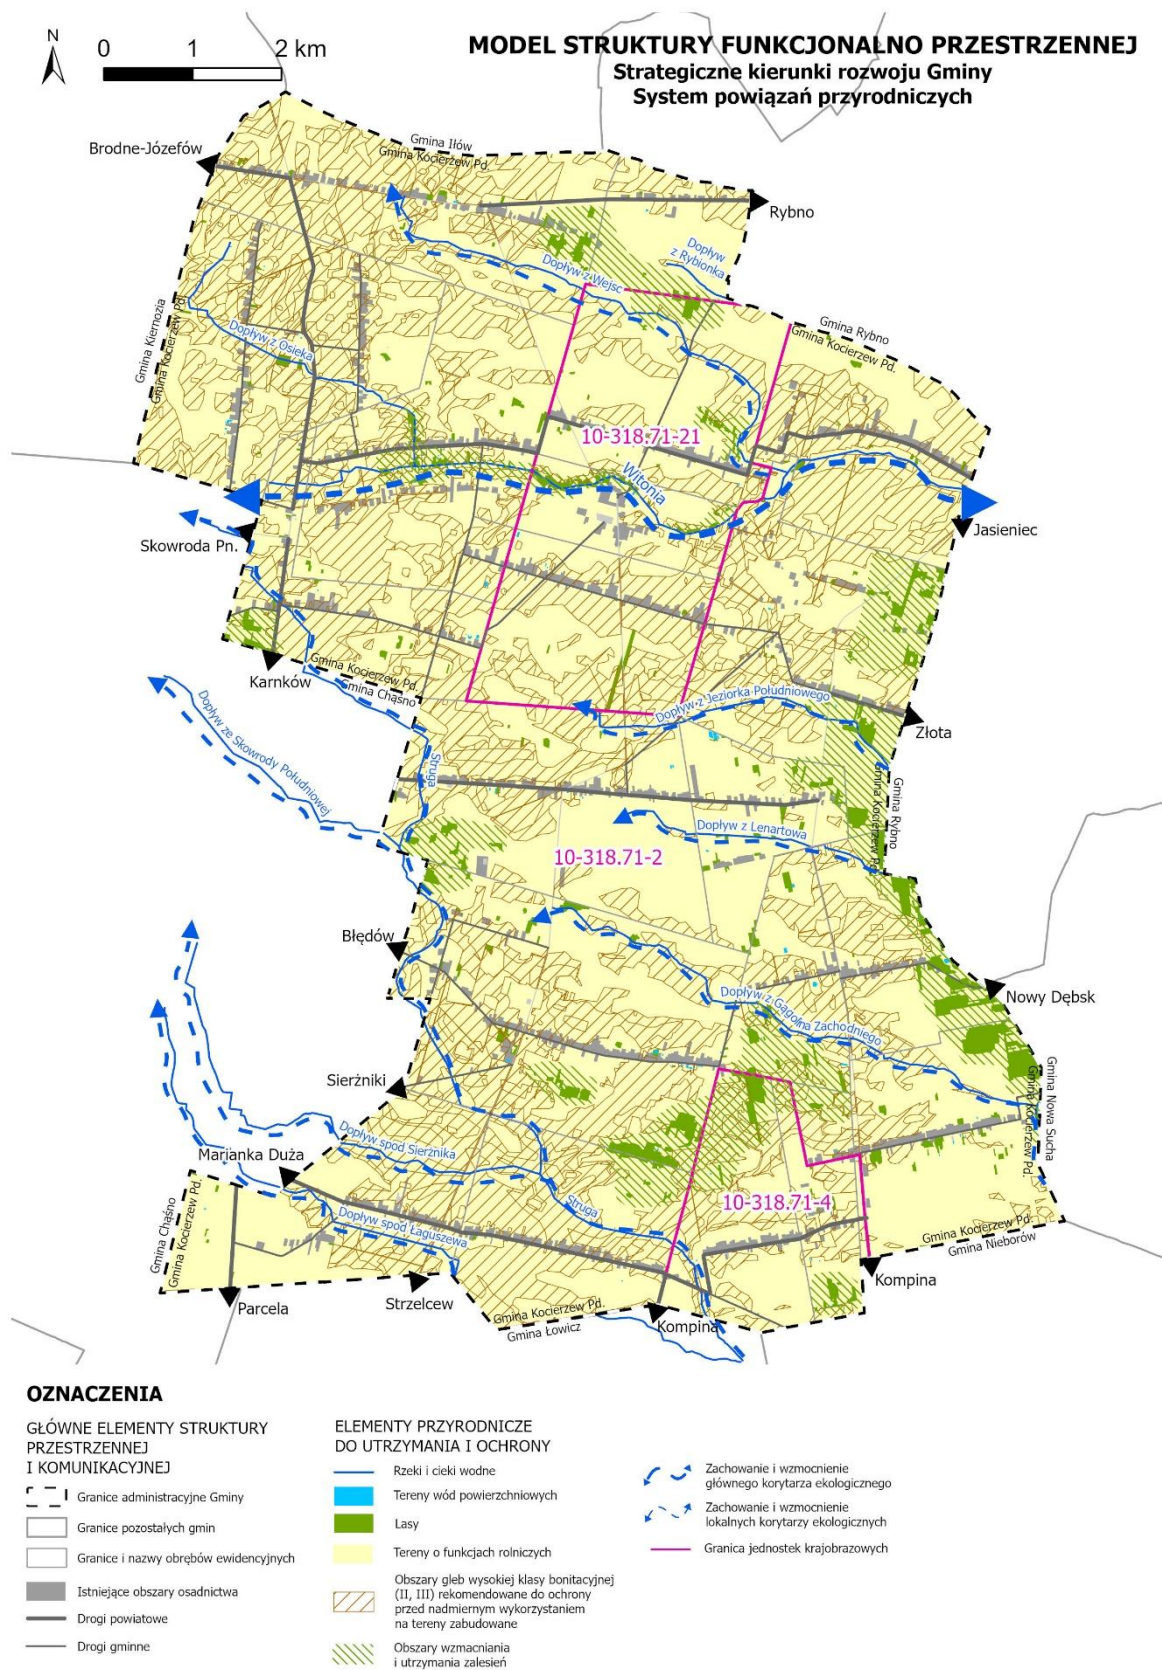 MODEL STRUKTURY FUNKCJONALNO PRZESTRZENNEJ
Strategiczne kierunki rozwoju Gminy
System powiązań przyrodniczych
N
0 1 2 km
Gmina Iłów
Gmina Kocierzew Pd.
Brodne-Józefów
Rybno
Dopływ
z Rybionka
Dopływ z Wejsc
Gmina Kiernozia
Gmina Kocierzew Pd.
Gmina Rybno
Gmina Kocierzew Pd.
Dopływ z Osieka
10-318.71-21
Witonia
Skowroda Pn.
Jasieniec
Karnków
Gmina Kocierzew Pd.
Gmina Chąśno
Dopływ z Jeziorka Południowego
Złota
Dopływ ze Skowrody Południowej
Struga
Gmina Rybno
Gmina Kocierzew Pd.
Dopływ z Lenartowa
10-318.71-2
Błędów
Nowy Dębsk
Dopływ z Gągolina Zachodniego
Sierżniki
Gmina Nowa Sucha
Gmina Kocierzew Pd.
Dopływ spod Sierżnika
Marianka Duża
Struga
10-318.71-4
Gmina Chąśno
Gmina Kocierzew Pd.
Dopływ spod Łaguszewa
Gmina Kocierzew Pd.
Gmina Nieborów
Kompina
Parcela
Strzelcew
Gmina Kocierzew Pd.
Gmina Łowicz
Kompina
OZNACZENIA
GŁÓWNE ELEMENTY STRUKTURY
PRZESTRZENNEJ
I KOMUNIKACYJNEJ
Granice administracyjne Gminy
Granice pozostałych gmin
Granice i nazwy obrębów ewidencyjnych
Istniejące obszary osadnictwa
Drogi powiatowe
Drogi gminne
ELEMENTY PRZYRODNICZE
DO UTRZYMANIA I OCHRONY
Rzeki i cieki wodne
Tereny wód powierzchniowych
Lasy
Tereny o funkcjach rolniczych
Obszary gleb wysokiej klasy bonitacyjnej
(II, III) rekomendowane do ochrony
przed nadmiernym wykorzystaniem
na tereny zabudowane
Obszary wzmacniania
i utrzymania zalesień
Zachowanie i wzmocnienie
głównego korytarza ekologicznego
Zachowanie i wzmocnienie
lokalnych korytarzy ekologicznych
Granica jednostek krajobrazowych